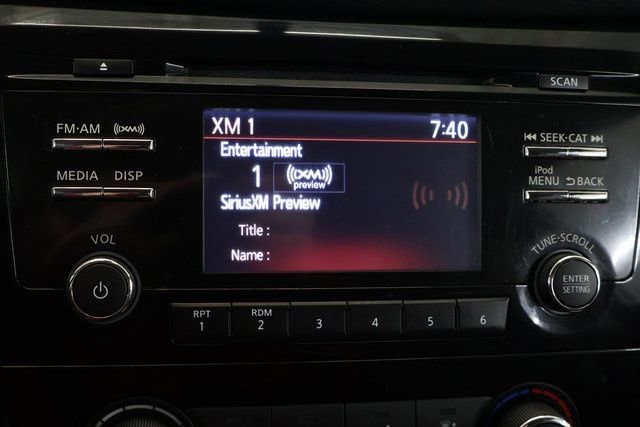 SCAN
FM·AM ((XM))
MEDIA DISP
VOL
XM 1 7:40
Entertainment
1 ((XM))
preview
SiriusXM Preview
Title :
Name :
SEEK·CAT
iPod
MENU BACK
TUNE·SCROLL
ENTER
SETTING
RPT
1
RDM
2
3
4
5
6